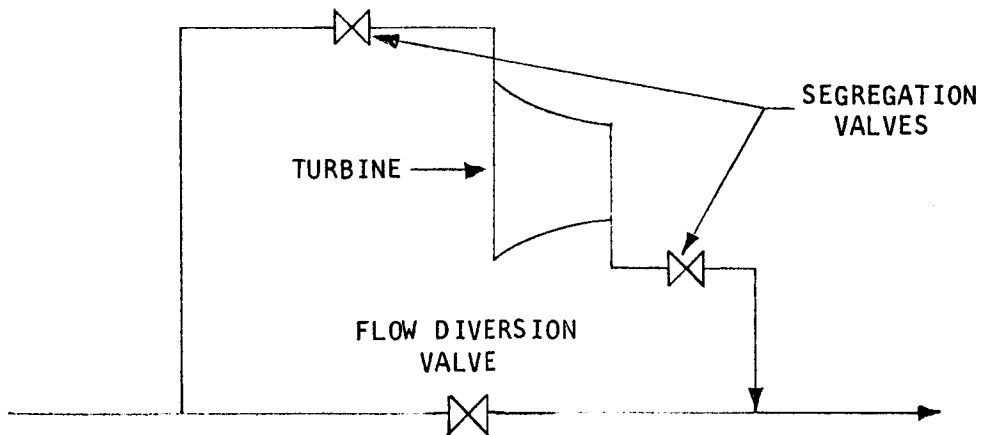 SEGREGATION
VALVES
TURBINE
FLOW DIVERSION
VALVE